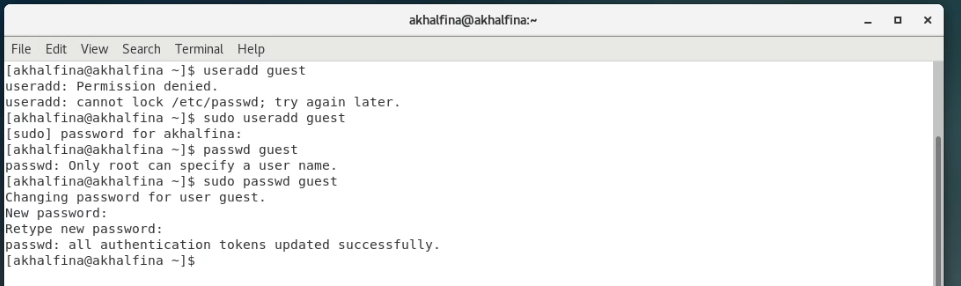 akhalfina@akhalfina:~
File Edit View Search Terminal Help
[akhalfina@akhalfina ~]$ useradd guest
useradd: Permission denied.
useradd: cannot lock /etc/passwd; try again later.
[akhalfina@akhalfina ~]$ sudo useradd guest
[sudo] password for akhalfina:
[akhalfina@akhalfina ~]$ passwd guest
passwd: Only root can specify a user name.
[akhalfina@akhalfina ~]$ sudo passwd guest
Changing password for user guest.
New password:
Retype new password:
passwd: all authentication tokens updated successfully.
[akhalfina@akhalfina ~]$